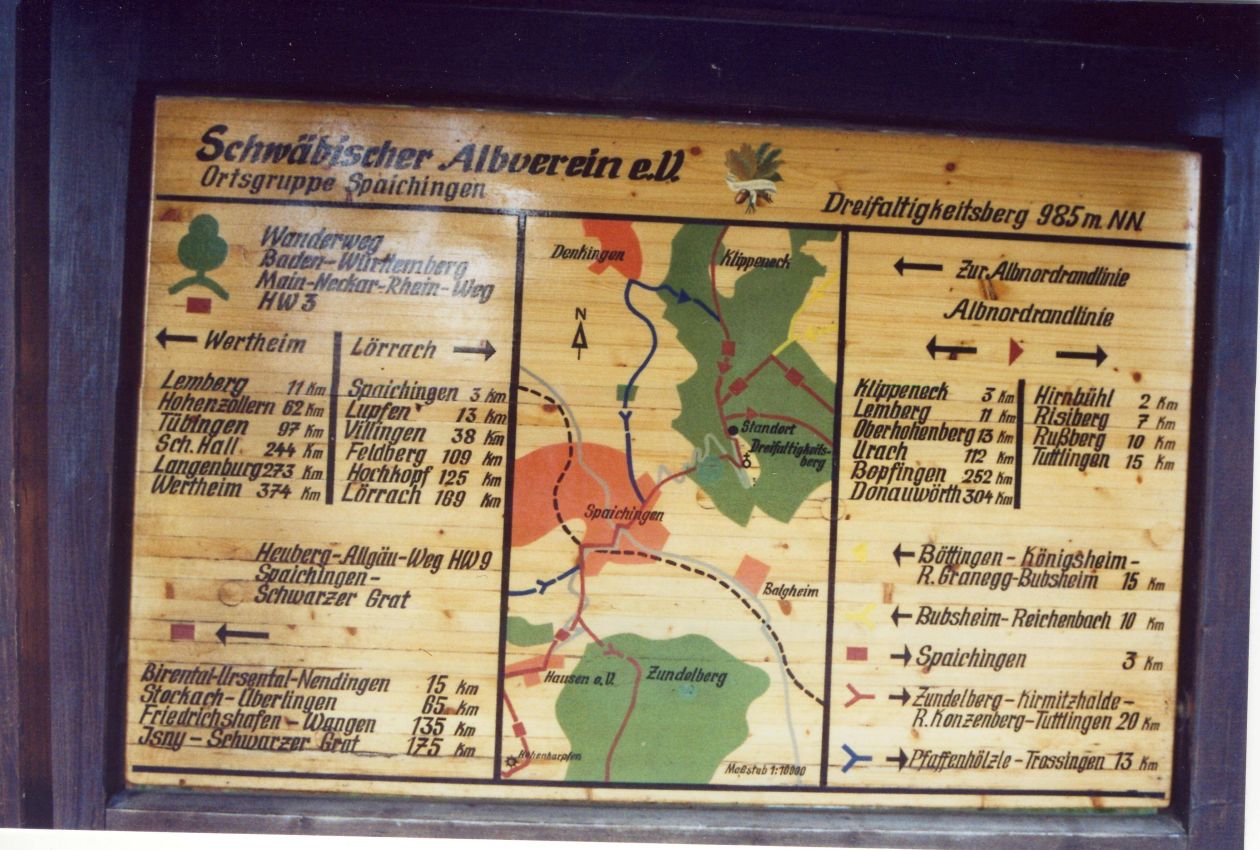 Schwäbischer Albverein e.V.
Ortsgruppe Spaichingen
Dreifaltigkeitsberg 985 m. NN.
Wanderweg
Baden-Württemberg
Main-Neckar-Rhein-Weg
HW 3
Wertheim
Lemberg 11 Km
Hohenzollern 62 Km
Tübingen 97 Km
Sch. Hall 244 Km
Langenburg 273 Km
Wertheim 374 Km
Lörrach
Spaichingen 3 Km
Lupfen 13 Km
Villingen 38 Km
Feldberg 109 Km
Hochkopf 125 Km
Lörrach 169 Km
Heuberg-Allgäu-Weg HW9
Spaichingen-
Schwarzer Grat
Birental-Ursental-Nendingen 15 Km
Stockach-Überlingen 65 Km
Friedrichshafen-Wangen 135 Km
Isny-Schwarzer Grat 175 Km
Denkingen
Klippeneck
N
Standort
Dreifaltigkeits-
berg
Spaichingen
Balgheim
Hausen o.V.
Zundelberg
Hohenkarpfen
Maßstab 1:10000
Zur Albnordrandlinie
Albnordrandlinie
Klippeneck 3 Km
Lemberg 11 Km
Oberhohenberg 13 Km
Urach 112 Km
Bopfingen 252 Km
Donauwörth 304 Km
Hirnbühl 2 Km
Risiberg 7 Km
Rußberg 10 Km
Tuttlingen 15 Km
Böttingen-Königsheim-
R. Granegg-Bubsheim 15 Km
Bubsheim-Reichenbach 10 Km
Spaichingen 3 Km
Zundelberg-Kirmitzhalde-
R. Konzenberg-Tuttlingen 20 Km
Pfaffenhölzle-Trossingen 13 Km